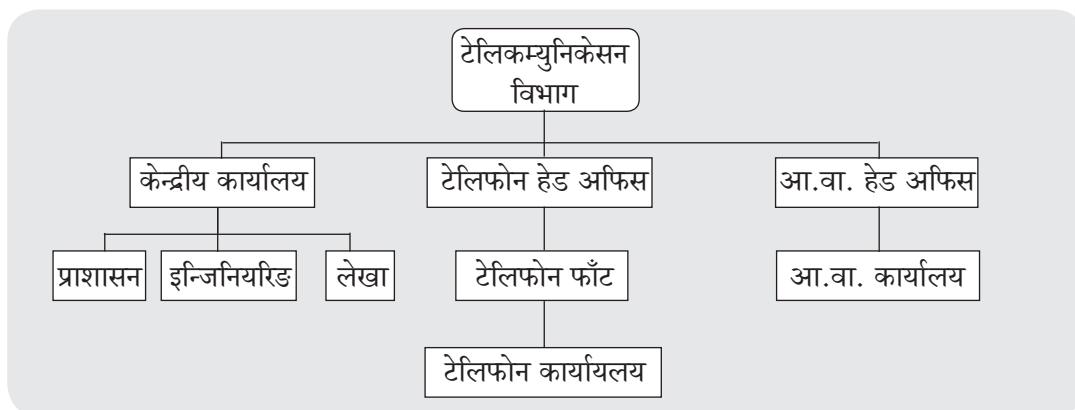 टेलिकम्युनिकेसन
विभाग
केन्द्रीय कार्यालय
टेलिफोन हेड अफिस
आ.वा. हेड अफिस
प्राशासन
इन्जिनियरिङ
लेखा
टेलिफोन फाँट
आ.वा. कार्यालय
टेलिफोन कार्यायलय